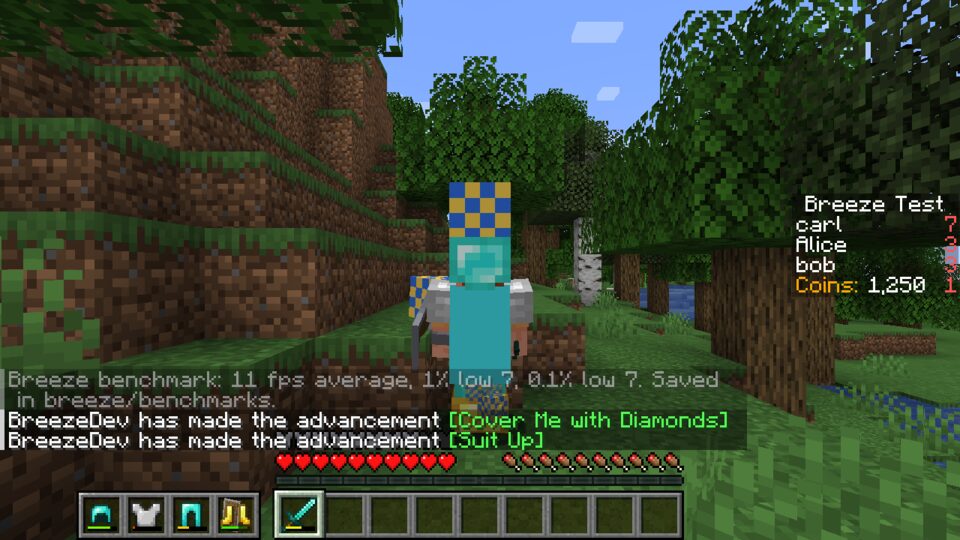 Breeze Test
carl 7
Alice
bob
Coins: 1,250 1
Breeze benchmark: 11 fps average, 1% low 7, 0.1% low 7. Saved
in breeze/benchmarks.
BreezeDev has made the advancement [Cover Me with Diamonds]
BreezeDev has made the advancement [Suit Up]